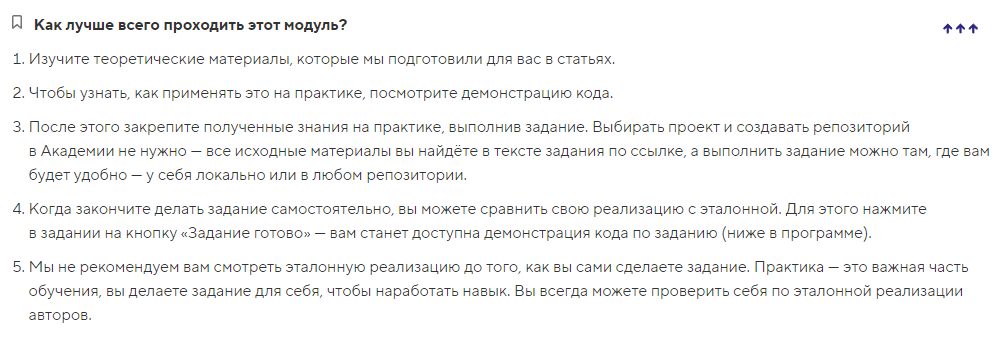 Как лучше всего проходить этот модуль?
1. Изучите теоретические материалы, которые мы подготовили для вас в статьях.
2. Чтобы узнать, как применять это на практике, посмотрите демонстрацию кода.
3. После этого закрепите полученные знания на практике, выполнив задание. Выбирать проект и создавать репозиторий
в Академии не нужно — все исходные материалы вы найдёте в тексте задания по ссылке, а выполнить задание можно там, где вам
будет удобно — у себя локально или в любом репозитории.
4. Когда закончите делать задание самостоятельно, вы можете сравнить свою реализацию с эталонной. Для этого нажмите
в задании на кнопку «Задание готово» — вам станет доступна демонстрация кода по заданию (ниже в программе).
5. Мы не рекомендуем вам смотреть эталонную реализацию до того, как вы сами сделаете задание. Практика — это важная часть
обучения, вы делаете задание для себя, чтобы наработать навык. Вы всегда можете проверить себя по эталонной реализации
авторов.